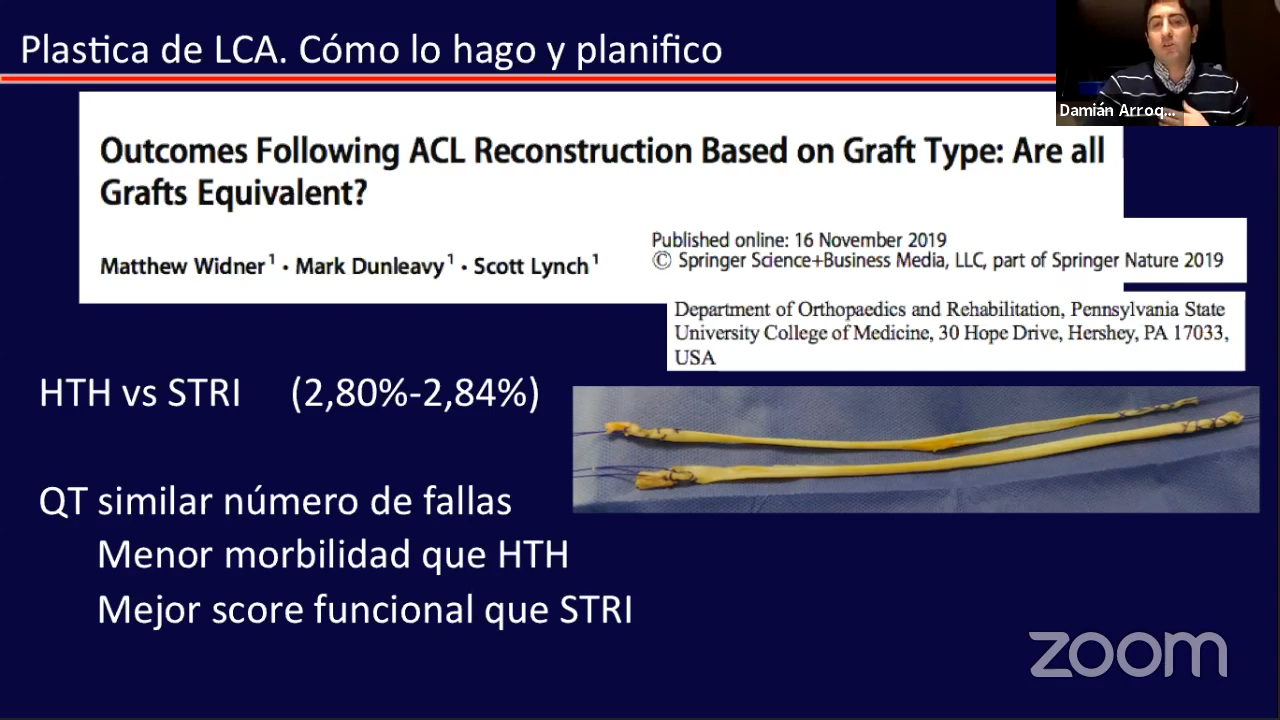 Plastica de LCA. Cómo lo hago y planifico
Damián Arroq...
Outcomes Following ACL Reconstruction Based on Graft Type: Are all
Grafts Equivalent?
Matthew Widner¹ · Mark Dunleavy¹ · Scott Lynch¹
Published online: 16 November 2019
© Springer Science+Business Media, LLC, part of Springer Nature 2019
Department of Orthopaedics and Rehabilitation, Pennsylvania State
University College of Medicine, 30 Hope Drive, Hershey, PA 17033,
USA
HTH vs STRI (2,80%-2,84%)
QT similar número de fallas
Menor morbilidad que HTH
Mejor score funcional que STRI
zoom